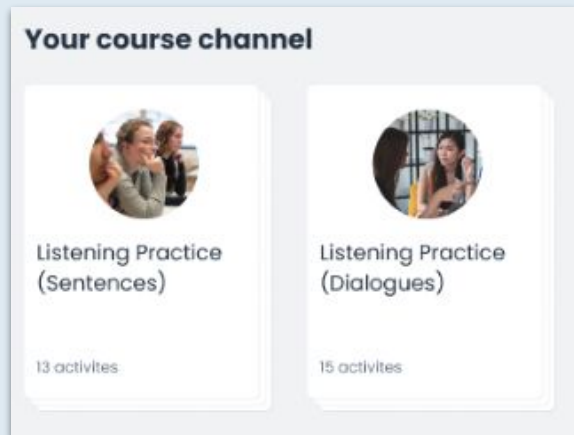 Your course channel
Listening Practice
(Sentences)
13 activites
Listening Practice
(Dialogues)
15 activites